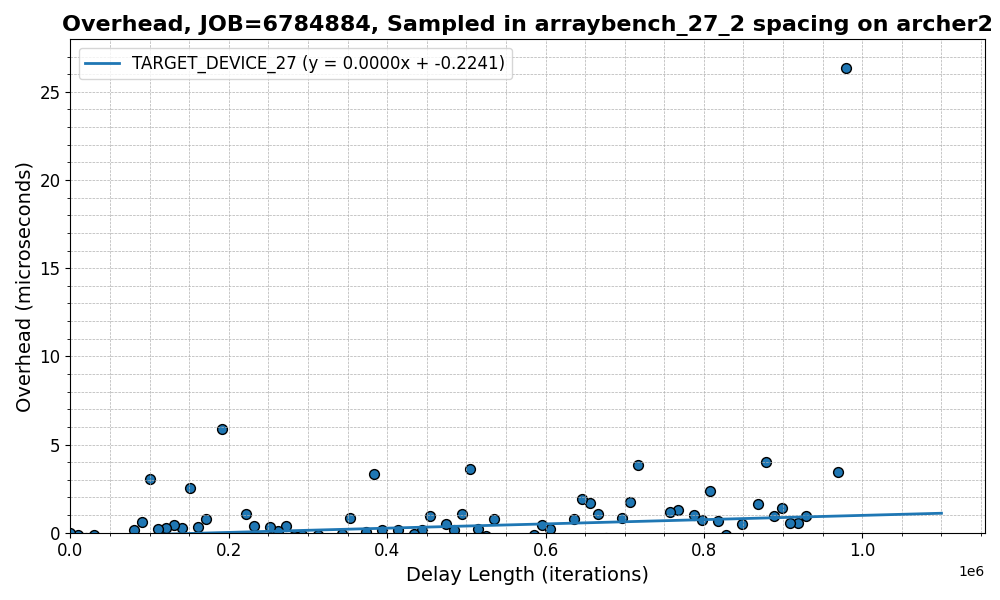 Overhead, JOB=6784884, Sampled in arraybench_27_2 spacing on archer2
TARGET_DEVICE_27 (y = 0.0000x + -0.2241)
Overhead (microseconds)
25
20
15
10
5
0
0.0 0.2 0.4 0.6 0.8 1.0
1e6
Delay Length (iterations)